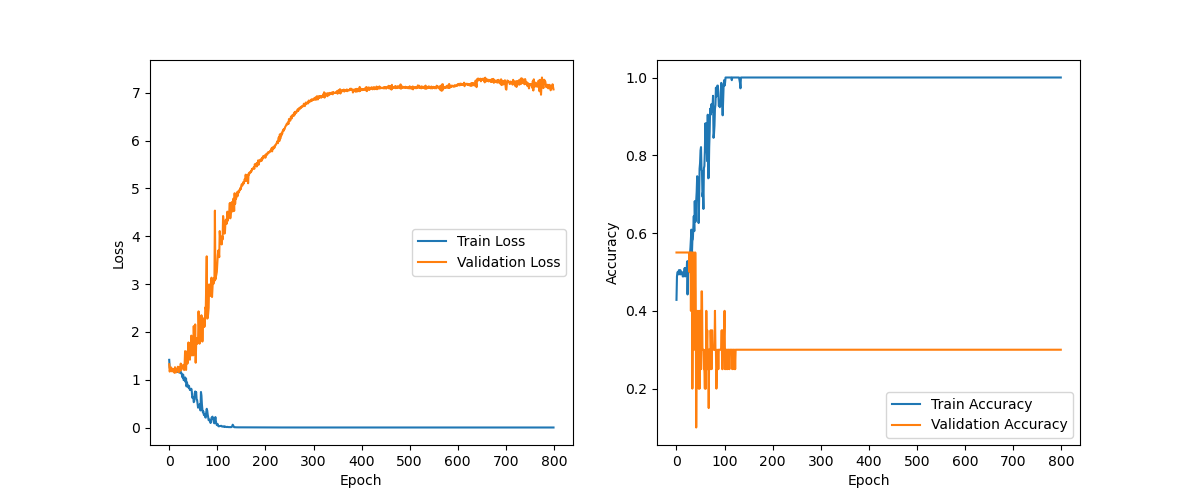 7
6
5
4
3
2
1
0
Loss
Train Loss
Validation Loss
0 100 200 300 400 500 600 700 800
Epoch
1.0
0.8
0.6
0.4
0.2
Accuracy
Train Accuracy
Validation Accuracy
0 100 200 300 400 500 600 700 800
Epoch